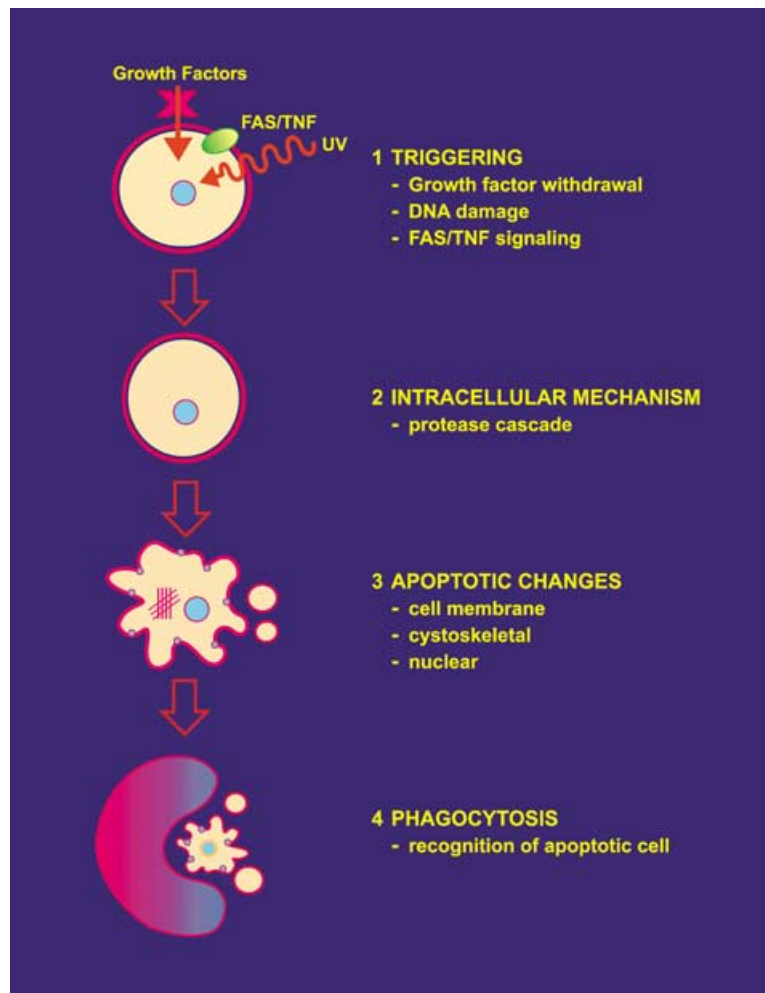 Growth Factors
FAS/TNF
UV
1 TRIGGERING
- Growth factor withdrawal
- DNA damage
- FAS/TNF signaling
2 INTRACELLULAR MECHANISM
- protease cascade
3 APOPTOTIC CHANGES
- cell membrane
- cystoskeletal
- nuclear
4 PHAGOCYTOSIS
- recognition of apoptotic cell